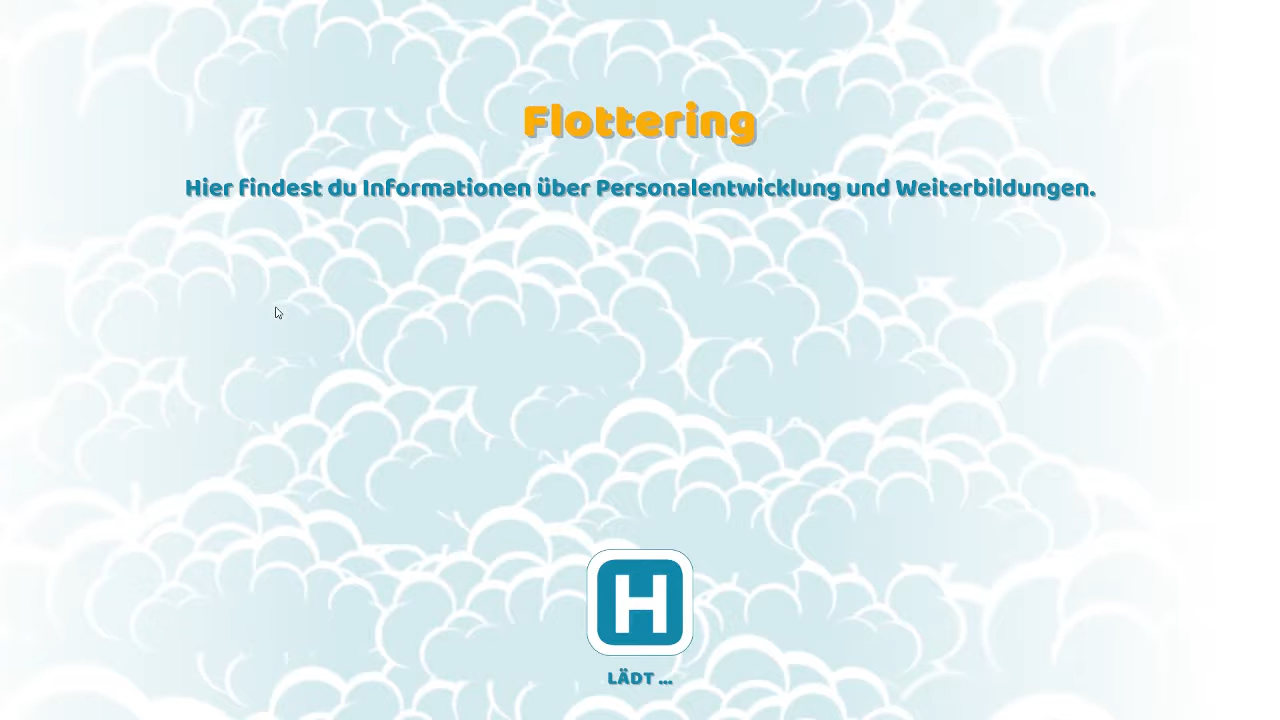 Flottering
Hier findest du Informationen über Personalentwicklung und Weiterbildungen.
H
LÄDT ...